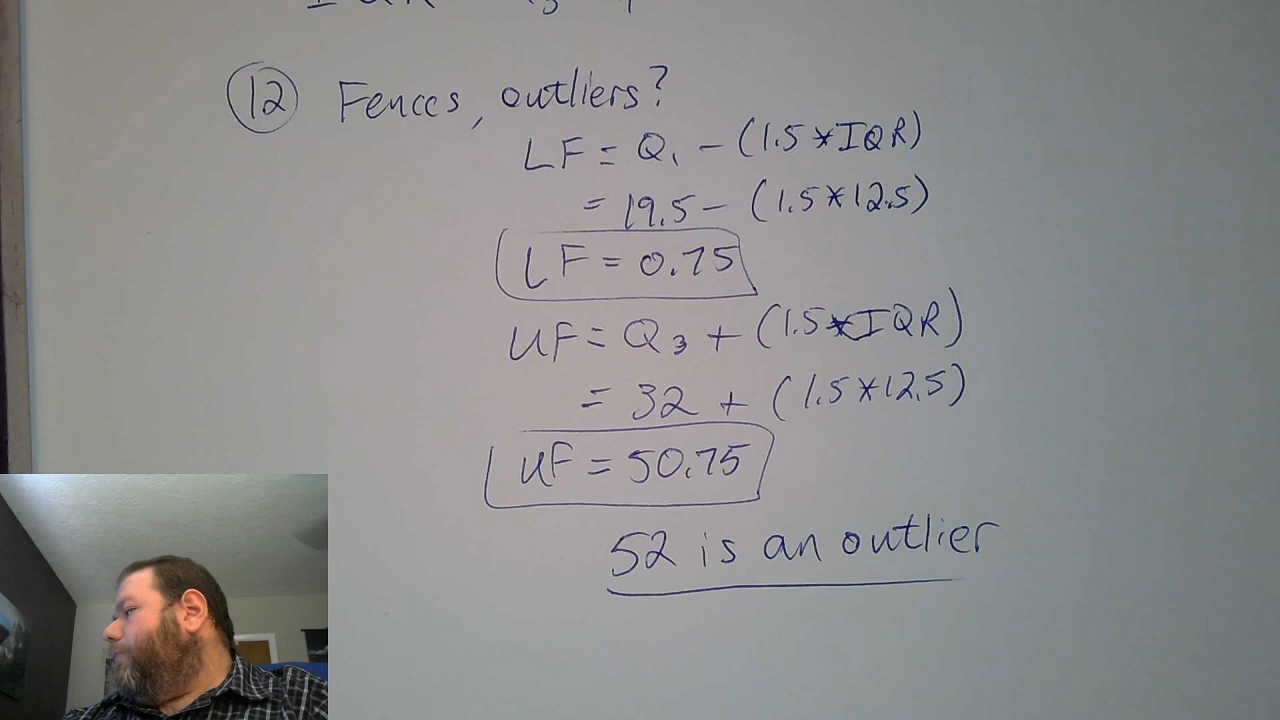 IQR
12 Fences, outliers?
LF = Q1 - (1.5*IQR)
= 19.5 - (1.5*12.5)
LF = 0.75
UF = Q3 + (1.5*IQR)
= 32 + (1.5*12.5)
UF = 50.75
52 is an outlier